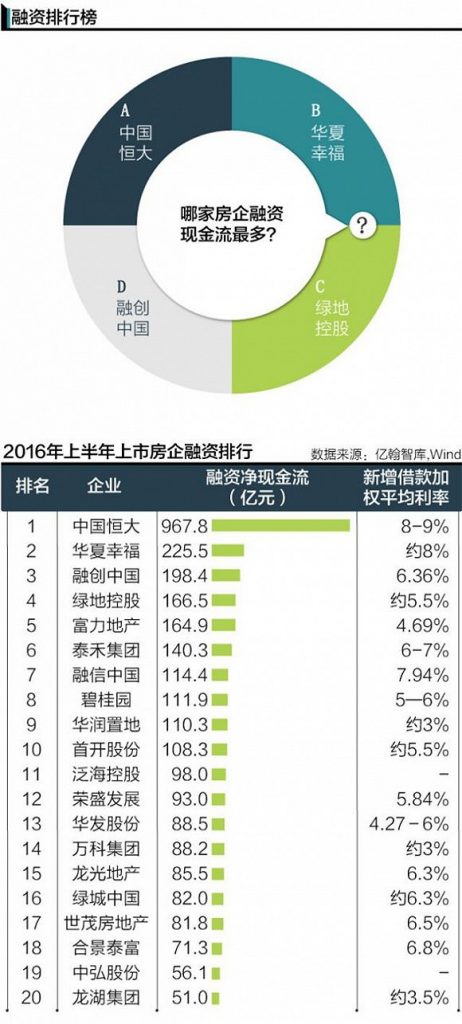 融资排行榜
A
中国
恒大
B
华夏
幸福
哪家房企融资
现金流最多?
?
D
融创
中国
C
绿地
控股
2016年上半年上市房企融资排行
数据来源：亿翰智库,Wind
排名 企业 融资净现金流（亿元） 新增借款加权平均利率
1 中国恒大 967.8 8-9%
2 华夏幸福 225.5 约8%
3 融创中国 198.4 6.36%
4 绿地控股 166.5 约5.5%
5 富力地产 164.9 4.69%
6 泰禾集团 140.3 6-7%
7 融信中国 114.4 7.94%
8 碧桂园 111.9 5—6%
9 华润置地 110.3 约3%
10 首开股份 108.3 约5.5%
11 泛海控股 98.0 –
12 荣盛发展 93.0 5.84%
13 华发股份 88.5 4.27-6%
14 万科集团 88.2 约3%
15 龙光地产 85.5 6.3%
16 绿城中国 82.0 约6.3%
17 世茂房地产 81.8 6.5%
18 合景泰富 71.3 6.8%
19 中弘股份 56.1 –
20 龙湖集团 51.0 约3.5%